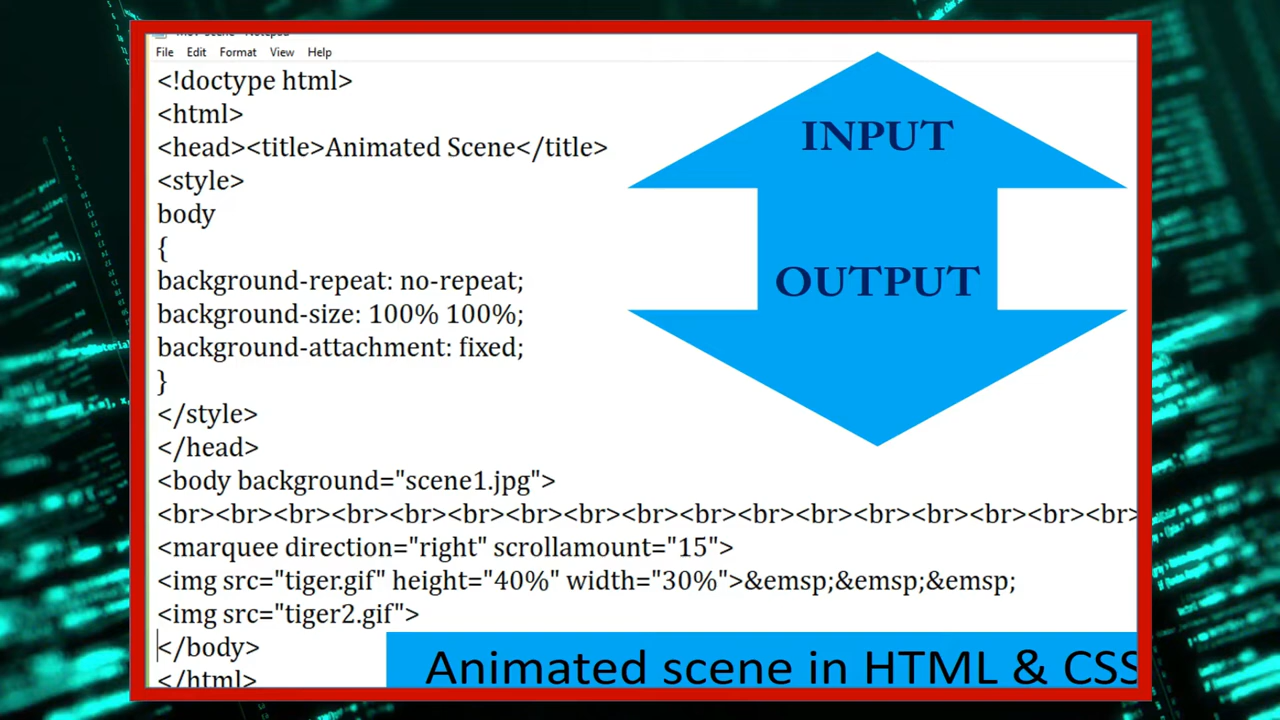 File Edit Format View Help
<!doctype html>
<html>
<head><title>Animated Scene</title>
<style>
body
{
background-repeat: no-repeat;
background-size: 100% 100%;
background-attachment: fixed;
}
</style>
</head>
<body background="scene1.jpg">
<br><br><br><br><br><br><br><br><br><br><br><br><br><br><br><br><br>
<marquee direction="right" scrollamount="15">
<img src="tiger.gif" height="40%" width="30%">&emsp;&emsp;&emsp;
<img src="tiger2.gif">
</body>
</html>
INPUT
OUTPUT
Animated scene in HTML & CSS